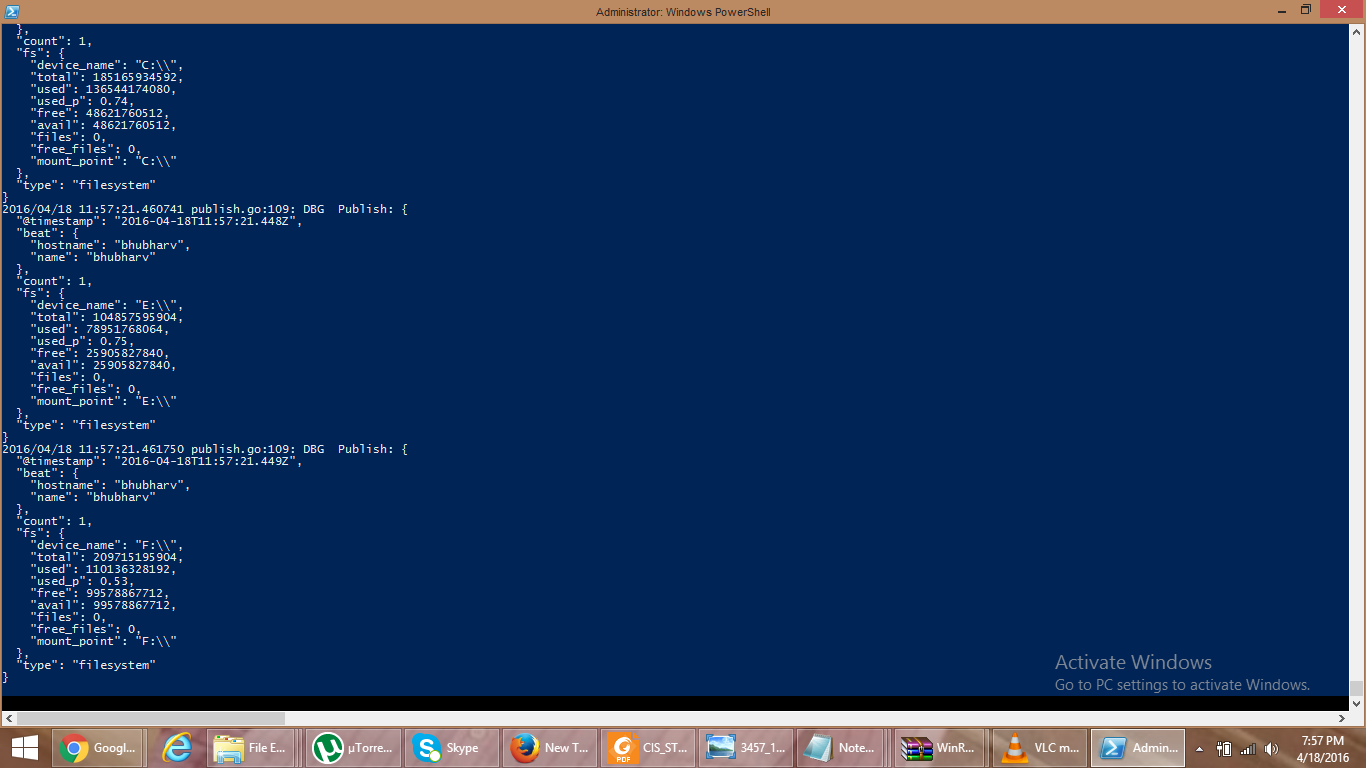 Administrator: Windows PowerShell
},
"count": 1,
"fs": {
"device_name": "C:\\",
"total": 185165934592,
"used": 136544174080,
"used_p": 0.74,
"free": 48621760512,
"avail": 48621760512,
"files": 0,
"free_files": 0,
"mount_point": "C:\\"
},
"type": "filesystem"
}
2016/04/18 11:57:21.460741 publish.go:109: DBG  Publish: {
"@timestamp": "2016-04-18T11:57:21.448Z",
"beat": {
"hostname": "bhubharv",
"name": "bhubharv"
},
"count": 1,
"fs": {
"device_name": "E:\\",
"total": 104857595904,
"used": 78951768064,
"used_p": 0.75,
"free": 25905827840,
"avail": 25905827840,
"files": 0,
"free_files": 0,
"mount_point": "E:\\"
},
"type": "filesystem"
}
2016/04/18 11:57:21.461750 publish.go:109: DBG  Publish: {
"@timestamp": "2016-04-18T11:57:21.449Z",
"beat": {
"hostname": "bhubharv",
"name": "bhubharv"
},
"count": 1,
"fs": {
"device_name": "F:\\",
"total": 209715195904,
"used": 110136328192,
"used_p": 0.53,
"free": 99578867712,
"avail": 99578867712,
"files": 0,
"free_files": 0,
"mount_point": "F:\\"
},
"type": "filesystem"
}
Activate Windows
Go to PC settings to activate Windows.
Googl... File E... µTorre... Skype New T... PDF CIS_ST... 3457_1... Note... WinR... VLC m... Admin...
7:57 PM
4/18/2016